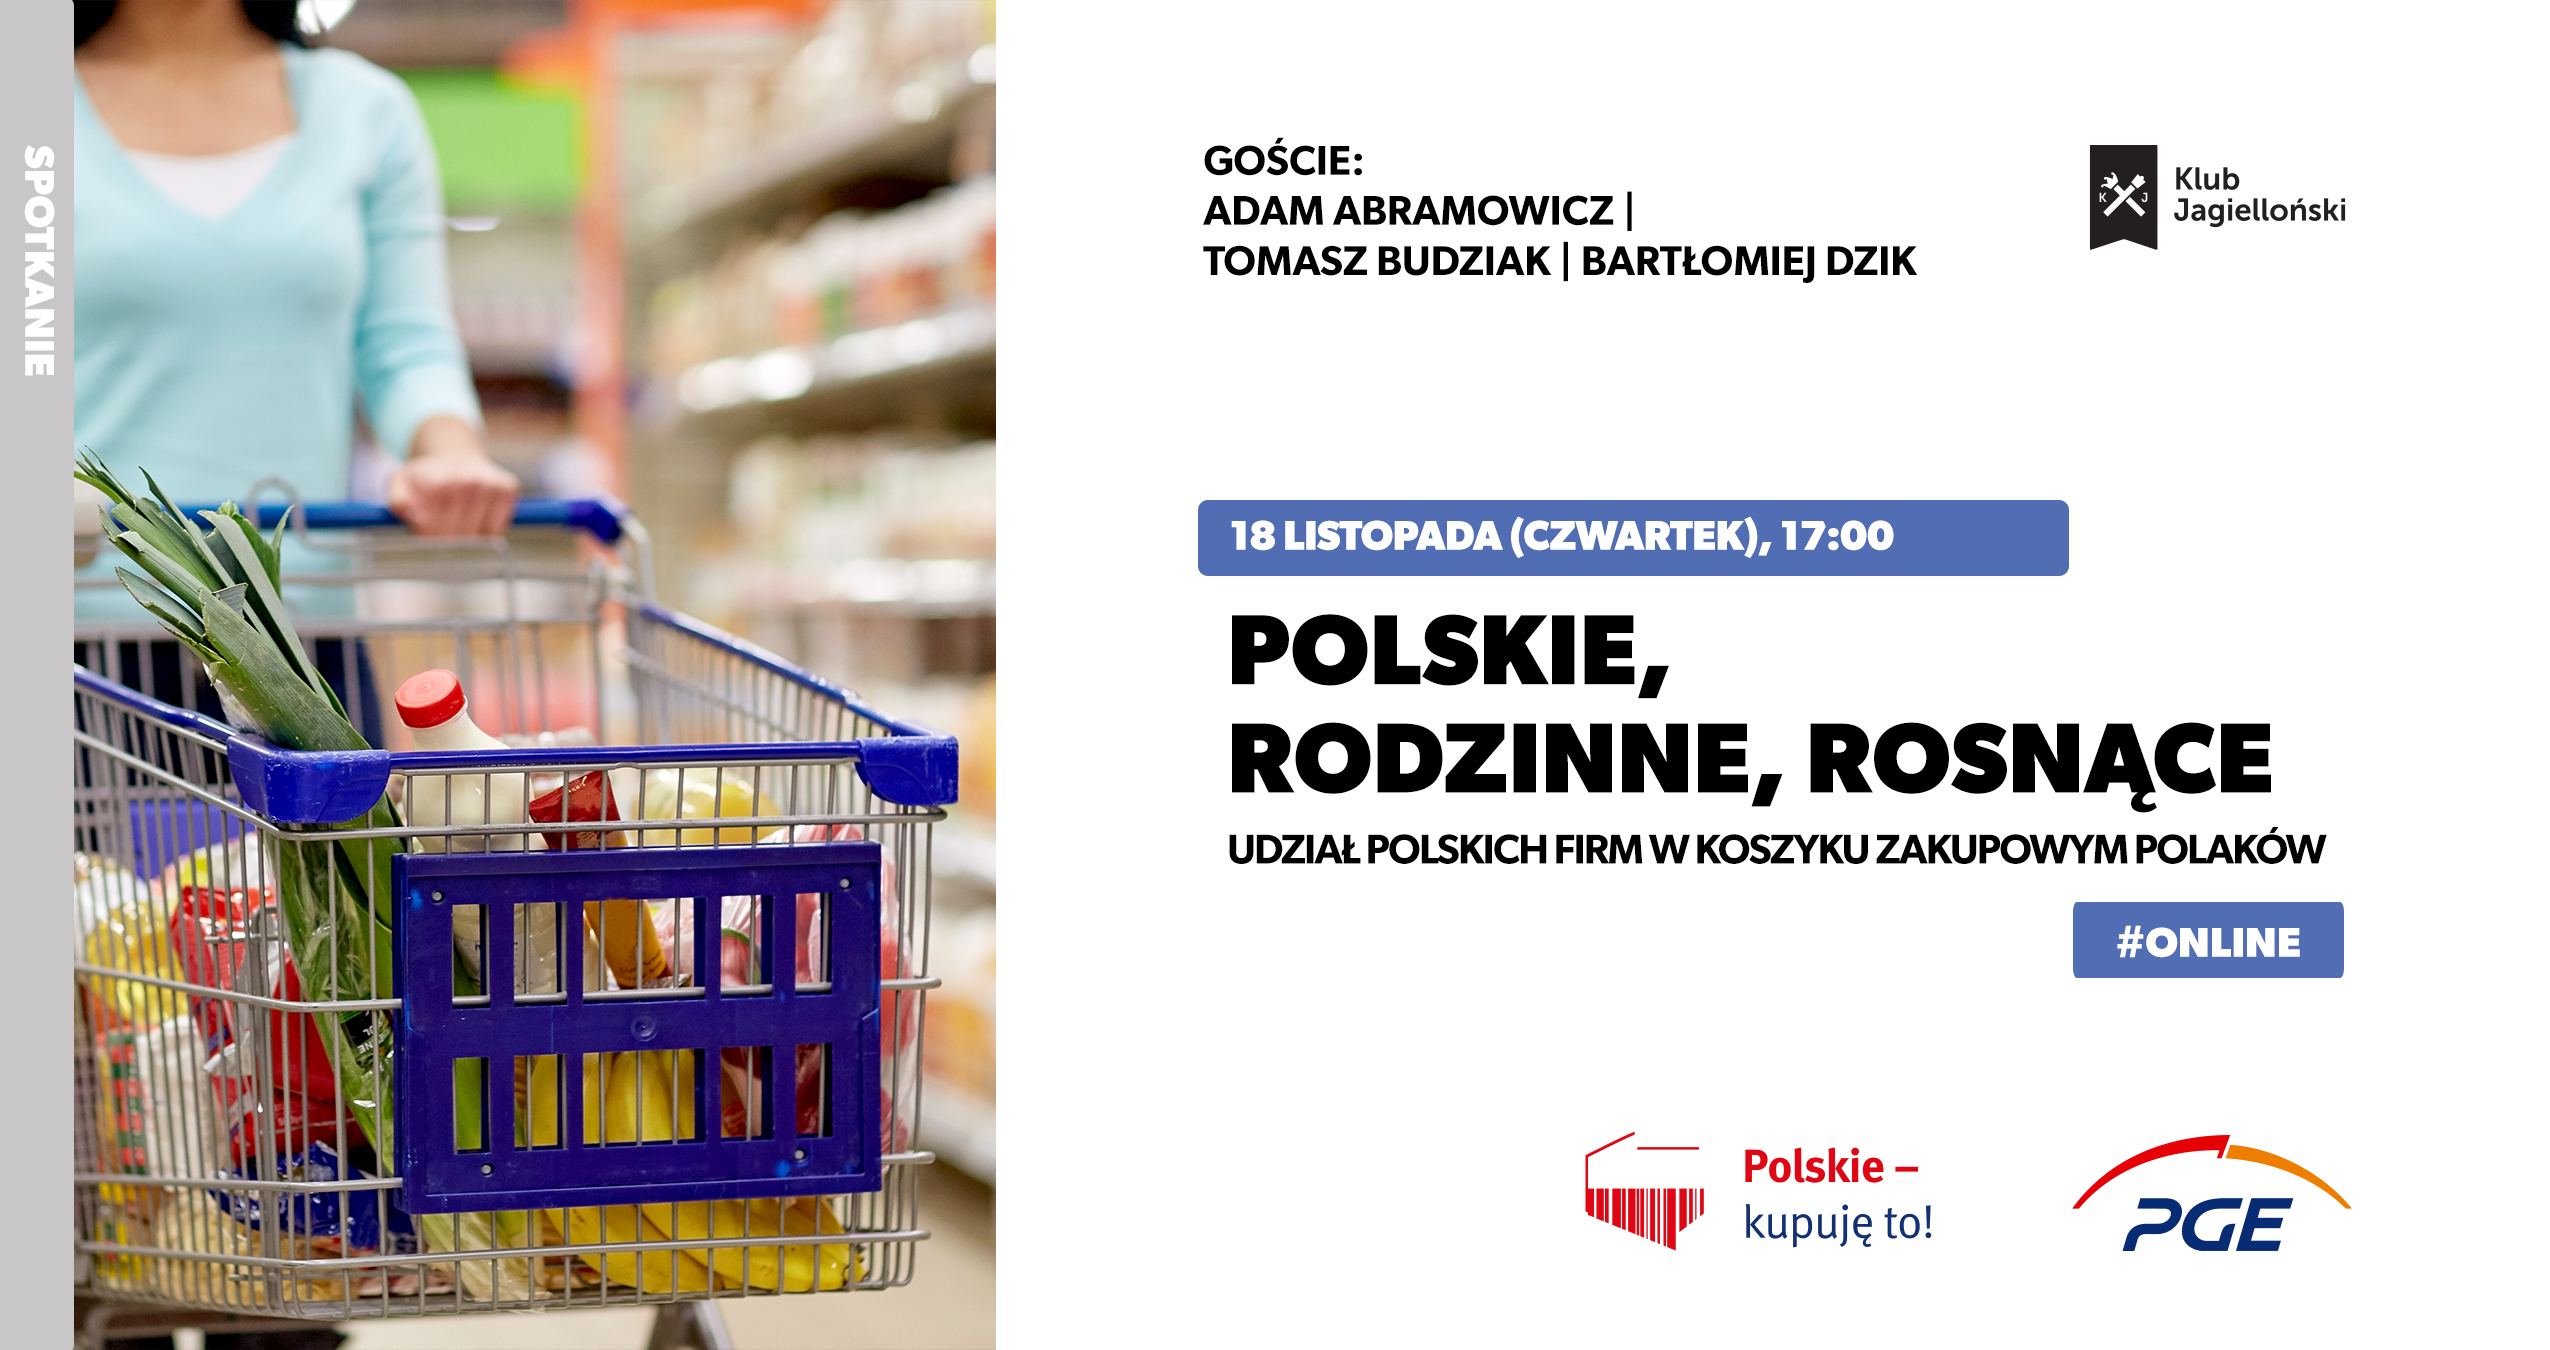 SPOTKANIE
GOŚCIE:
ADAM ABRAMOWICZ |
TOMASZ BUDZIAK | BARTŁOMIEJ DZIK
K J
Klub
Jagielloński
18 LISTOPADA (CZWARTEK), 17:00
POLSKIE,
RODZINNE, ROSNĄCE
UDZIAŁ POLSKICH FIRM W KOSZYKU ZAKUPOWYM POLAKÓW
#ONLINE
Polskie –
kupuję to!
PGE